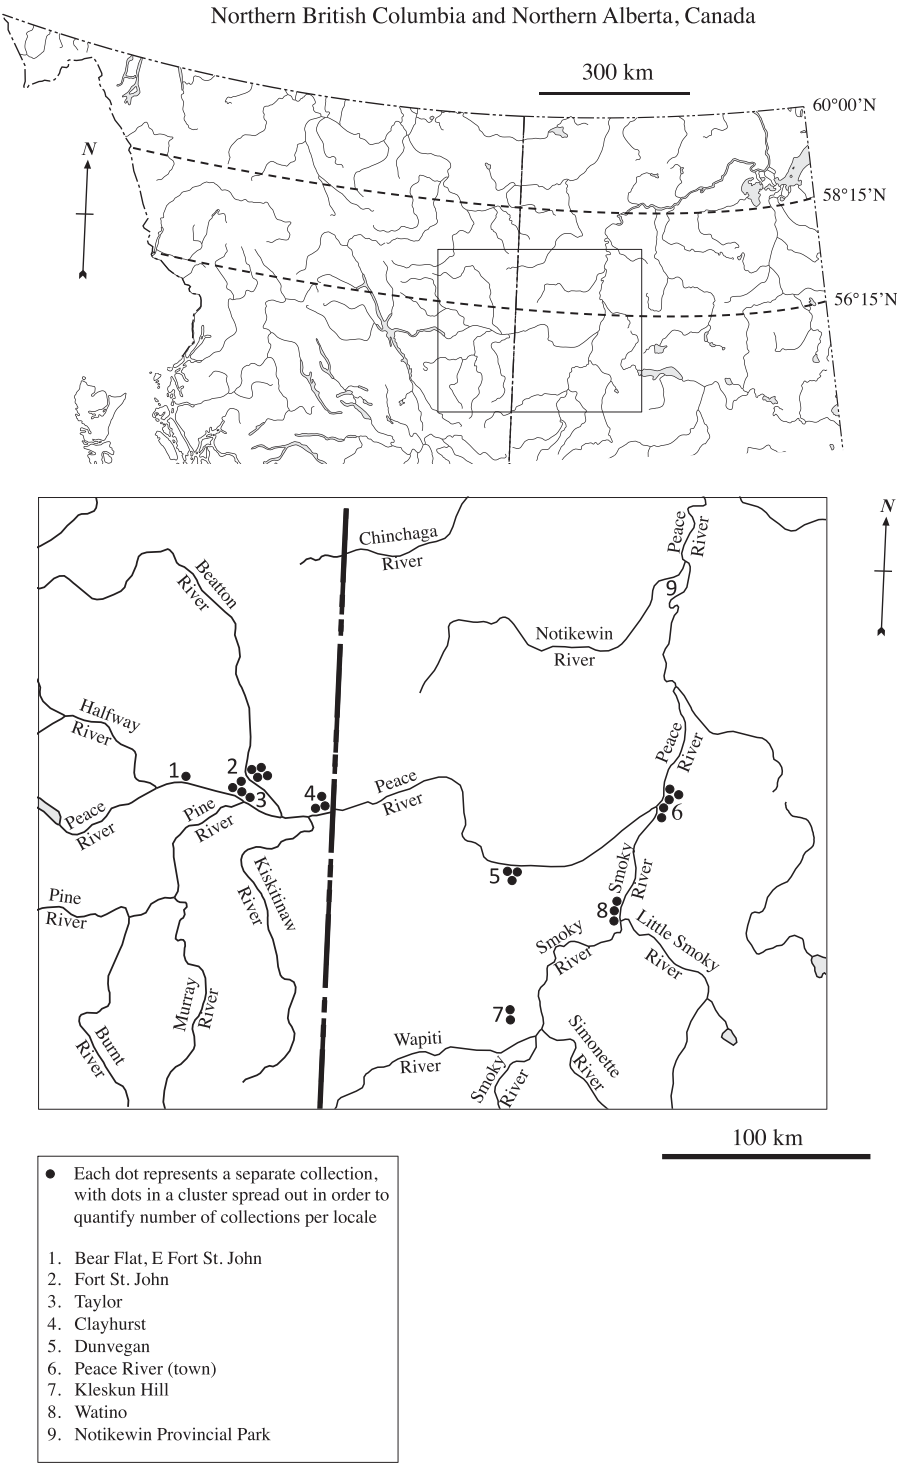 Northern British Columbia and Northern Alberta, Canada
300 km
60°00’N
N
58°15’N
56°15’N
N
Peace
River
Chinchaga
River
Beatton
River
9
Notikewin
River
Halfway
River
Peace
River
1
2
3
4
Peace
River
Peace
River
Pine
River
6
5
Smoky
River
Kiskitinaw
River
Pine
River
8
Smoky
River
Little Smoky
River
Murray
River
7
Burnt
River
Wapiti
River
Simonette
River
Smoky
River
100 km
Each dot represents a separate collection,
with dots in a cluster spread out in order to
quantify number of collections per locale
1. Bear Flat, E Fort St. John
2. Fort St. John
3. Taylor
4. Clayhurst
5. Dunvegan
6. Peace River (town)
7. Kleskun Hill
8. Watino
9. Notikewin Provincial Park